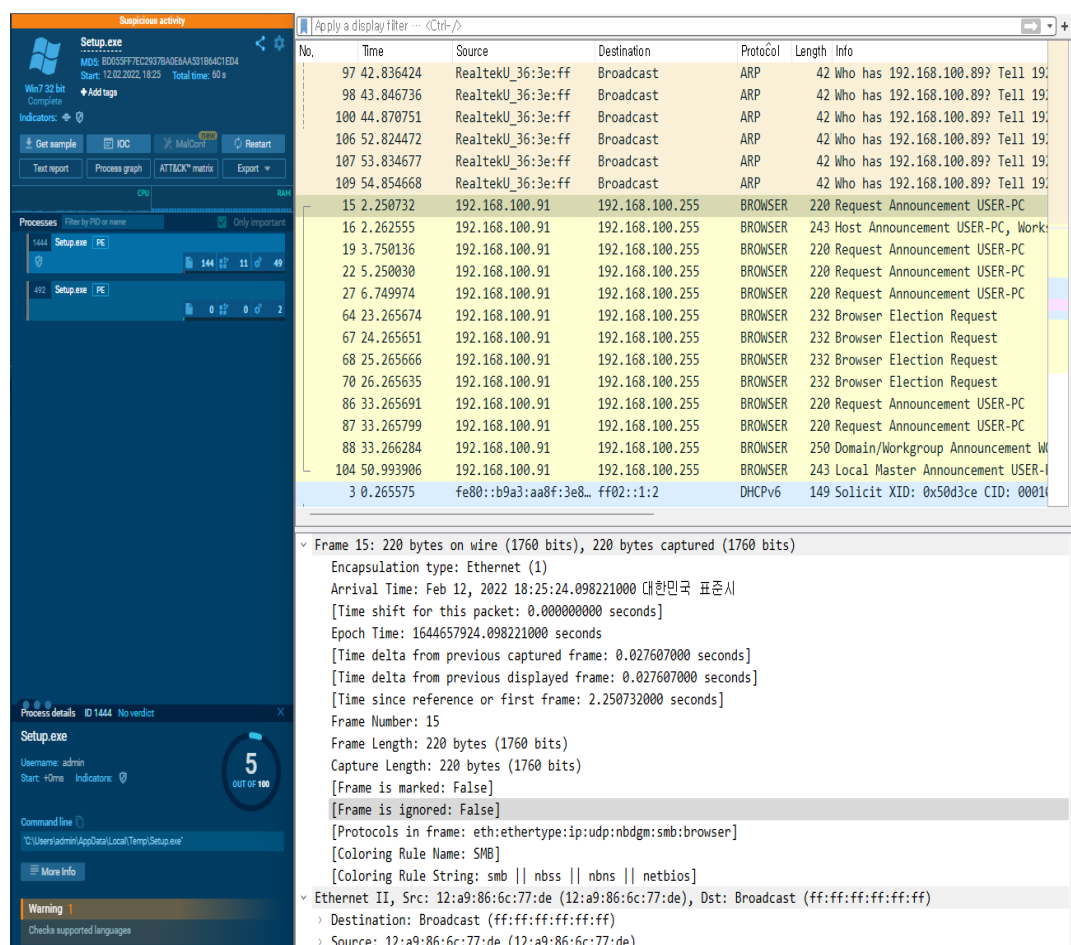 Suspicious activity
Setup.exe
MD5: BD055FF7EC2937BA0E6AA531B64C1ED4
Start: 12.02.2022, 18:25 Total time: 60 s
Win7 32 bit
Complete
+Add tags
Indicators:
Get sample
IOC
MalConf
new
Restart
Text report
Process graph
ATT&CK™ matrix
Export
CPU
RAM
Processes
Filter by PID or name
Only important
1444 Setup.exe PE
144 11 49
492 Setup.exe PE
0 0 2
Process details ID 1444 No verdict X
Setup.exe
Username: admin
Start: +0ms Indicators:
5
OUT OF 100
Command line
"C:\Users\admin\AppData\Local\Temp\Setup.exe"
More Info
Warning 1
Checks supported languages
Apply a display filter ··· <Ctrl-/>
No. Time Source Destination Protocol Length Info
97 42.836424 RealtekU_36:3e:ff Broadcast ARP 42 Who has 192.168.100.89? Tell 192
98 43.846736 RealtekU_36:3e:ff Broadcast ARP 42 Who has 192.168.100.89? Tell 192
100 44.870751 RealtekU_36:3e:ff Broadcast ARP 42 Who has 192.168.100.89? Tell 192
106 52.824472 RealtekU_36:3e:ff Broadcast ARP 42 Who has 192.168.100.89? Tell 192
107 53.834677 RealtekU_36:3e:ff Broadcast ARP 42 Who has 192.168.100.89? Tell 192
109 54.854668 RealtekU_36:3e:ff Broadcast ARP 42 Who has 192.168.100.89? Tell 192
15 2.250732 192.168.100.91 192.168.100.255 BROWSER 220 Request Announcement USER-PC
16 2.262555 192.168.100.91 192.168.100.255 BROWSER 243 Host Announcement USER-PC, Works
19 3.750136 192.168.100.91 192.168.100.255 BROWSER 220 Request Announcement USER-PC
22 5.250030 192.168.100.91 192.168.100.255 BROWSER 220 Request Announcement USER-PC
27 6.749974 192.168.100.91 192.168.100.255 BROWSER 220 Request Announcement USER-PC
64 23.265674 192.168.100.91 192.168.100.255 BROWSER 232 Browser Election Request
67 24.265651 192.168.100.91 192.168.100.255 BROWSER 232 Browser Election Request
68 25.265666 192.168.100.91 192.168.100.255 BROWSER 232 Browser Election Request
70 26.265635 192.168.100.91 192.168.100.255 BROWSER 232 Browser Election Request
86 33.265691 192.168.100.91 192.168.100.255 BROWSER 220 Request Announcement USER-PC
87 33.265799 192.168.100.91 192.168.100.255 BROWSER 220 Request Announcement USER-PC
88 33.266284 192.168.100.91 192.168.100.255 BROWSER 250 Domain/Workgroup Announcement WO
104 50.993906 192.168.100.91 192.168.100.255 BROWSER 243 Local Master Announcement USER-
3 0.265575 fe80::b9a3:aa8f:3e8… ff02::1:2 DHCPv6 149 Solicit XID: 0x50d3ce CID: 0001
Frame 15: 220 bytes on wire (1760 bits), 220 bytes captured (1760 bits)
Encapsulation type: Ethernet (1)
Arrival Time: Feb 12, 2022 18:25:24.098221000 대한민국 표준시
[Time shift for this packet: 0.000000000 seconds]
Epoch Time: 1644657924.098221000 seconds
[Time delta from previous captured frame: 0.027607000 seconds]
[Time delta from previous displayed frame: 0.027607000 seconds]
[Time since reference or first frame: 2.250732000 seconds]
Frame Number: 15
Frame Length: 220 bytes (1760 bits)
Capture Length: 220 bytes (1760 bits)
[Frame is marked: False]
[Frame is ignored: False]
[Protocols in frame: eth:ethertype:ip:udp:nbdgm:smb:browser]
[Coloring Rule Name: SMB]
[Coloring Rule String: smb || nbss || nbns || netbios]
Ethernet II, Src: 12:a9:86:6c:77:de (12:a9:86:6c:77:de), Dst: Broadcast (ff:ff:ff:ff:ff:ff)
Destination: Broadcast (ff:ff:ff:ff:ff:ff)
Source: 12:a9:86:6c:77:de (12:a9:86:6c:77:de)